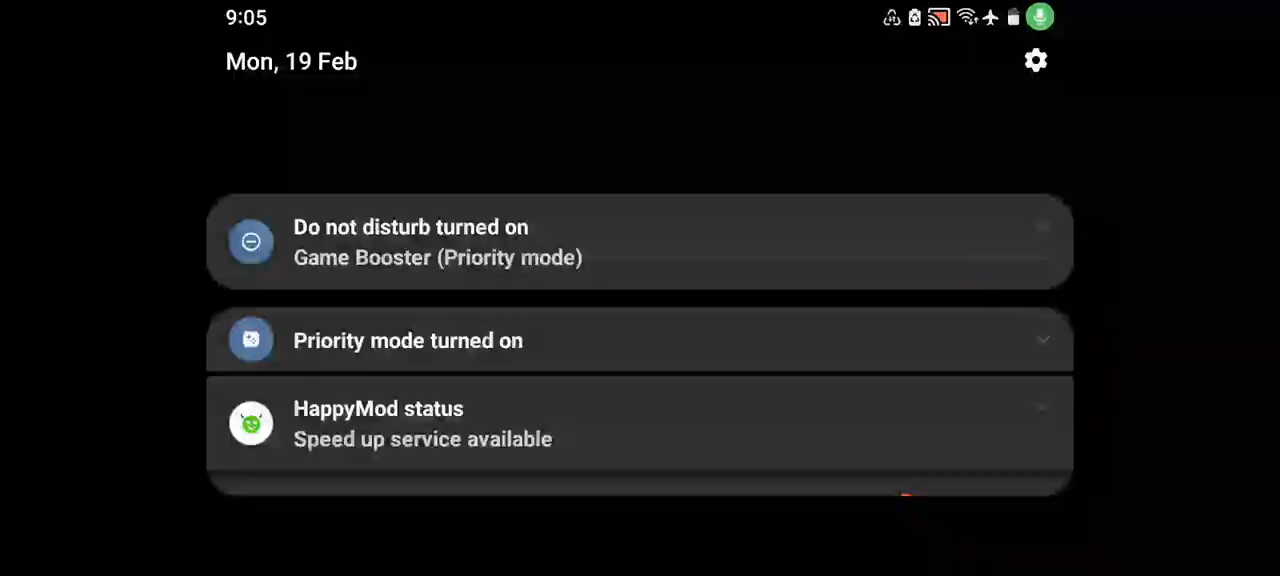 9:05
Mon, 19 Feb
Do not disturb turned on
Game Booster (Priority mode)
Priority mode turned on
HappyMod status
Speed up service available